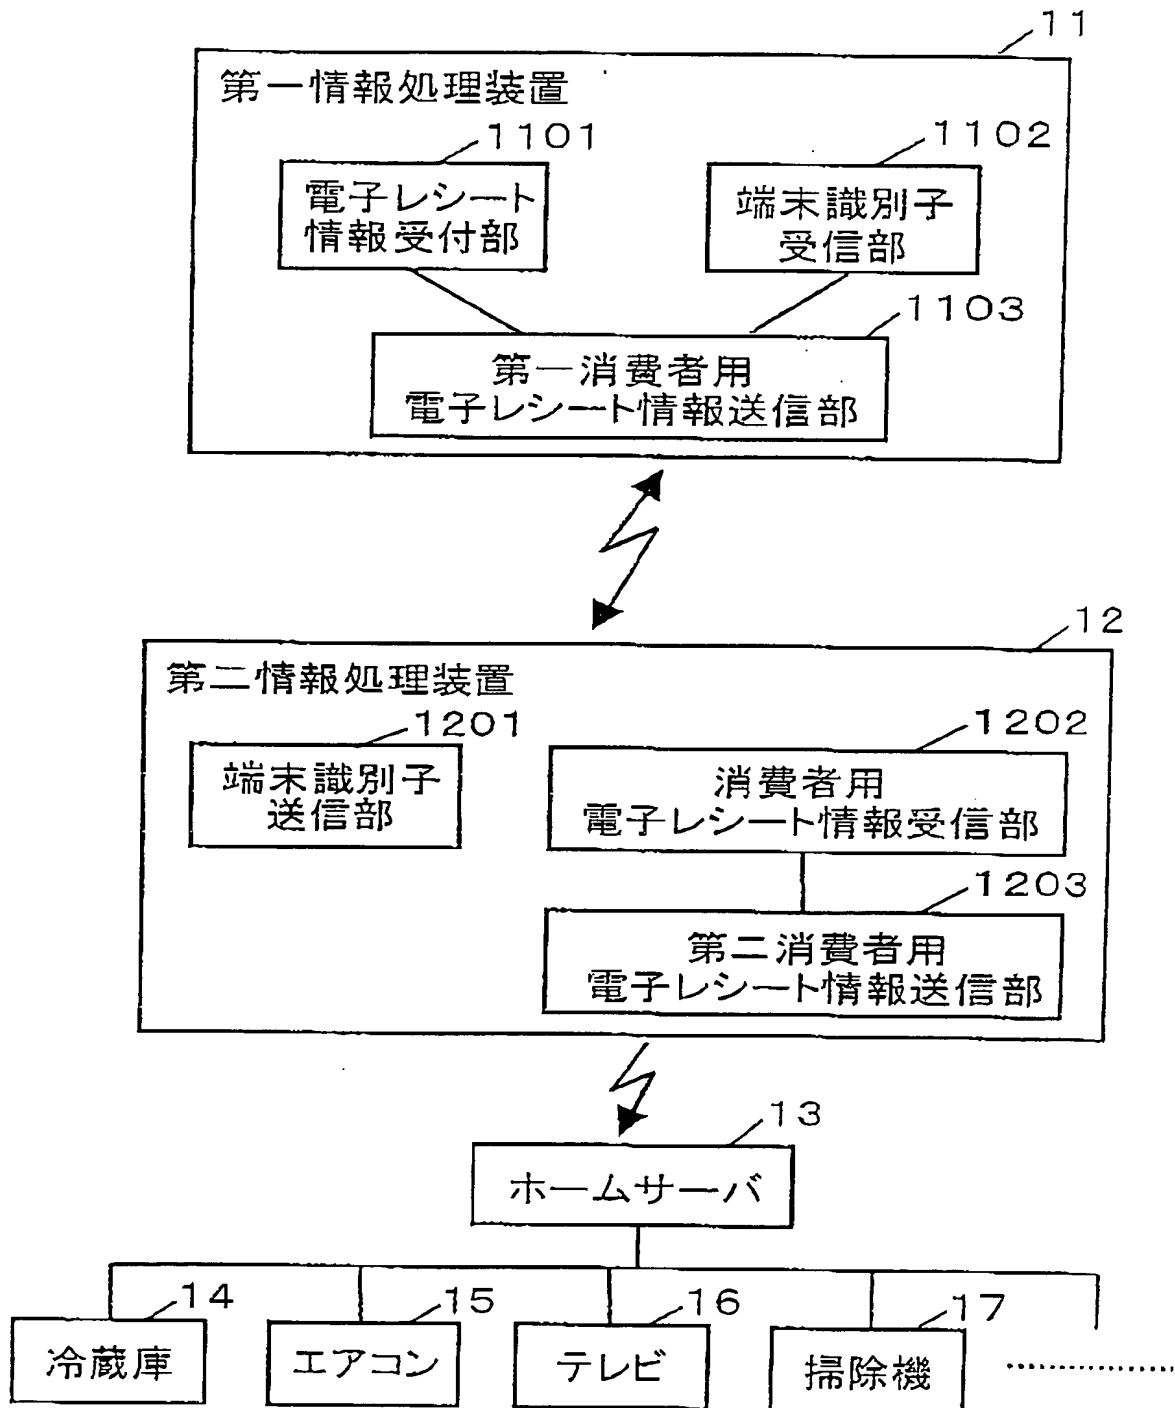 11
第一情報処理装置
1101
1102
電子レシート
情報受付部
端末識別子
受信部
1103
第一消費者用
電子レシート情報送信部
12
第二情報処理装置
1201
1202
端末識別子
送信部
消費者用
電子レシート情報受信部
1203
第二消費者用
電子レシート情報送信部
13
ホームサーバ
14
15
16
17
冷蔵庫
エアコン
テレビ
掃除機